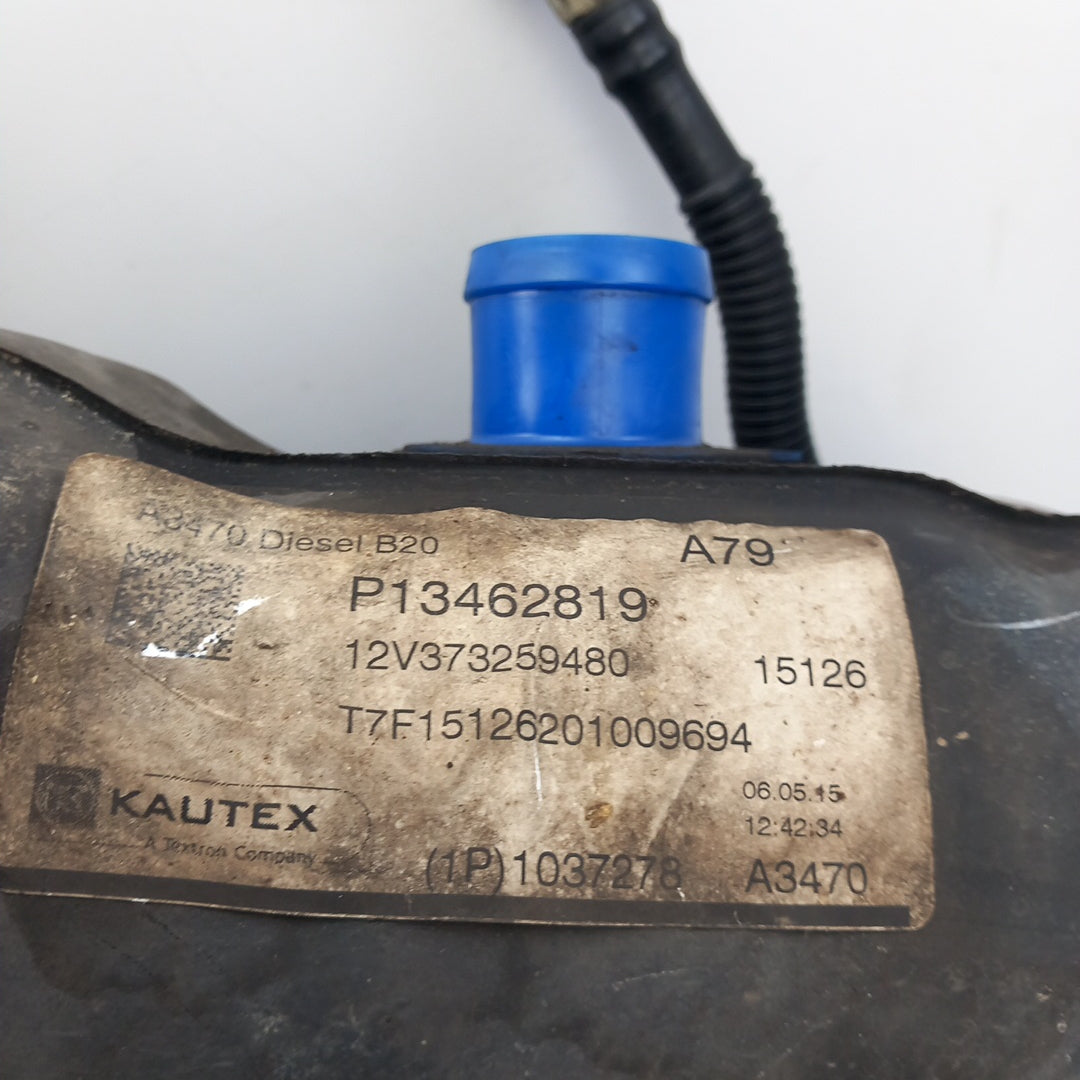 A3470 Diesel B20
A79
P13462819
12V373259480
15126
T7F15126201009694
06.05.15
12:42:34
KAUTEX
A Textron Company
(1P)1037278
A3470